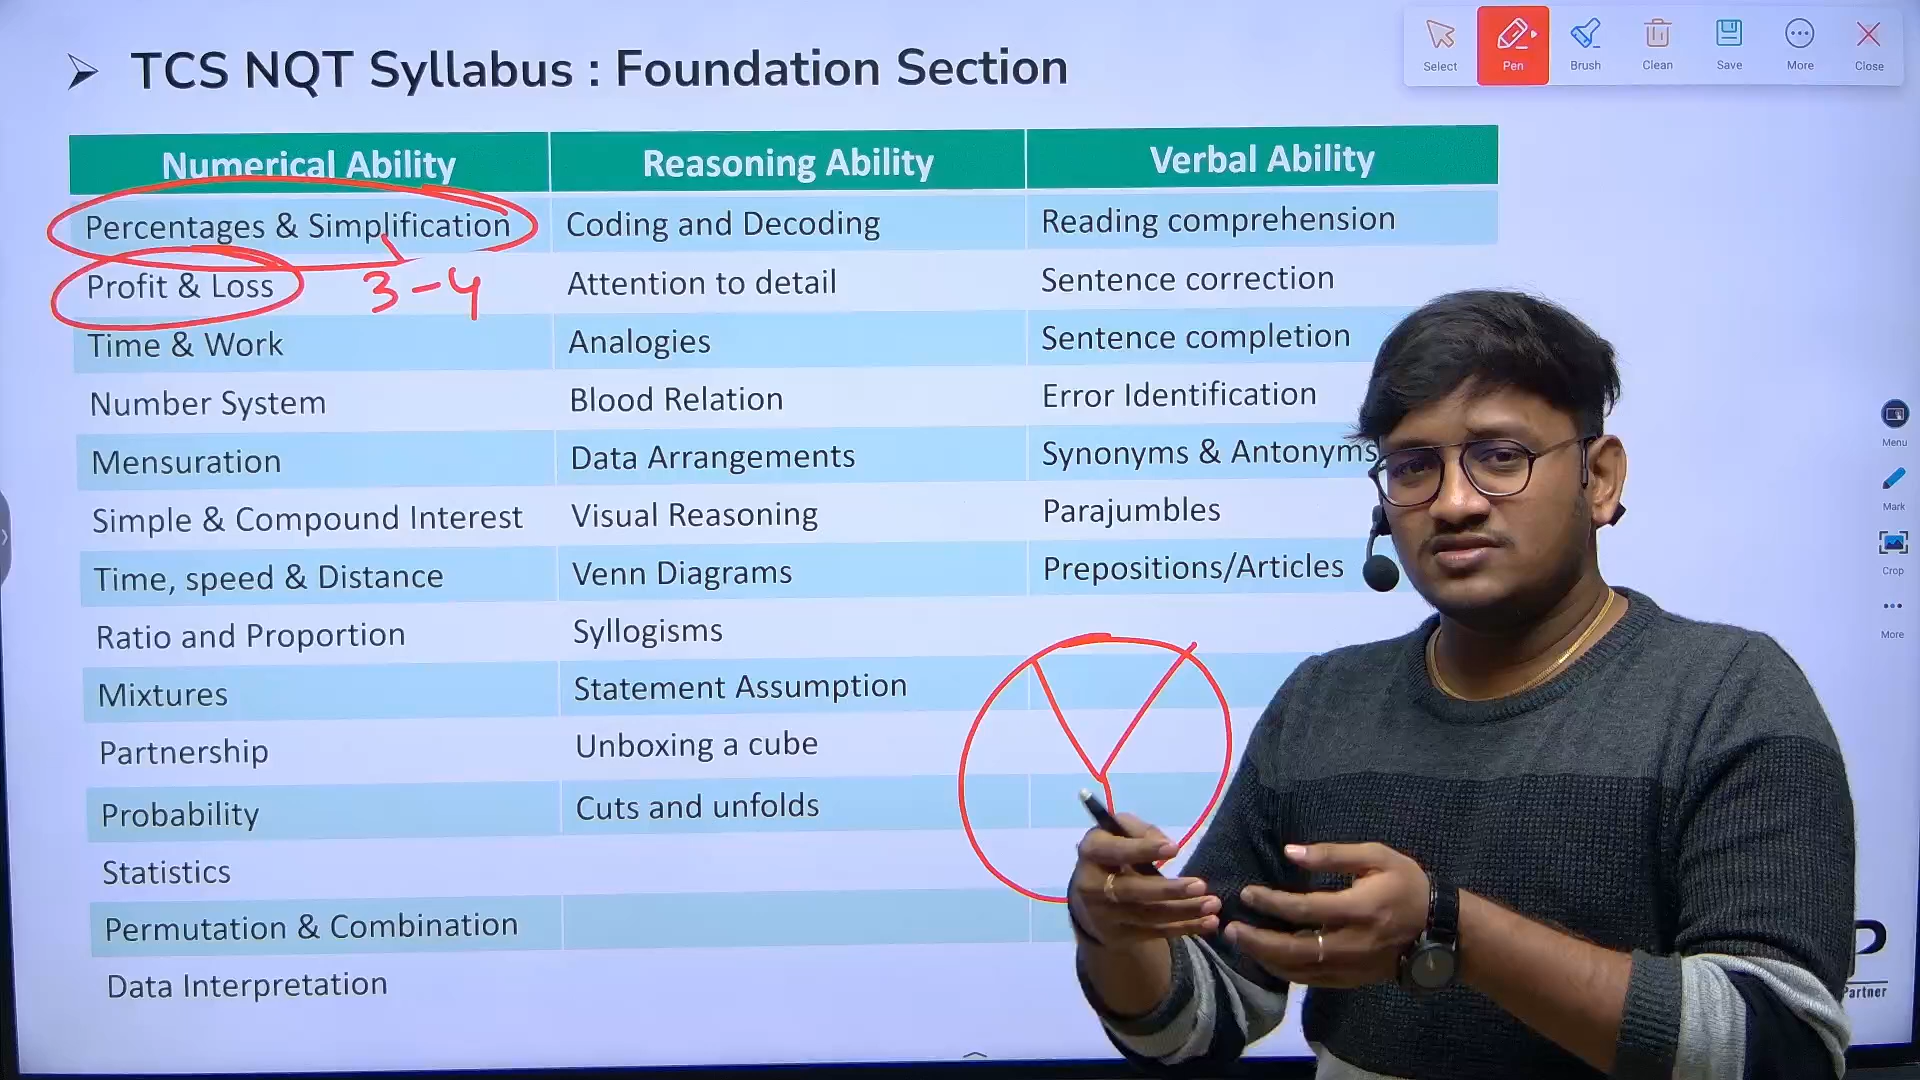 ➢ TCS NQT Syllabus : Foundation Section
Select Pen Brush Clean Save More Close
Numerical Ability Reasoning Ability Verbal Ability
Percentages & Simplification Coding and Decoding Reading comprehension
Profit & Loss 3-4 Attention to detail Sentence correction
Time & Work Analogies Sentence completion
Number System Blood Relation Error Identification
Mensuration Data Arrangements Synonyms & Antonyms
Simple & Compound Interest Visual Reasoning Parajumbles
Time, speed & Distance Venn Diagrams Prepositions/Articles
Ratio and Proportion Syllogisms
Mixtures Statement Assumption
Partnership Unboxing a cube
Probability Cuts and unfolds
Statistics
Permutation & Combination
Data Interpretation
Menu
Mark
Crop
More
P
Partner